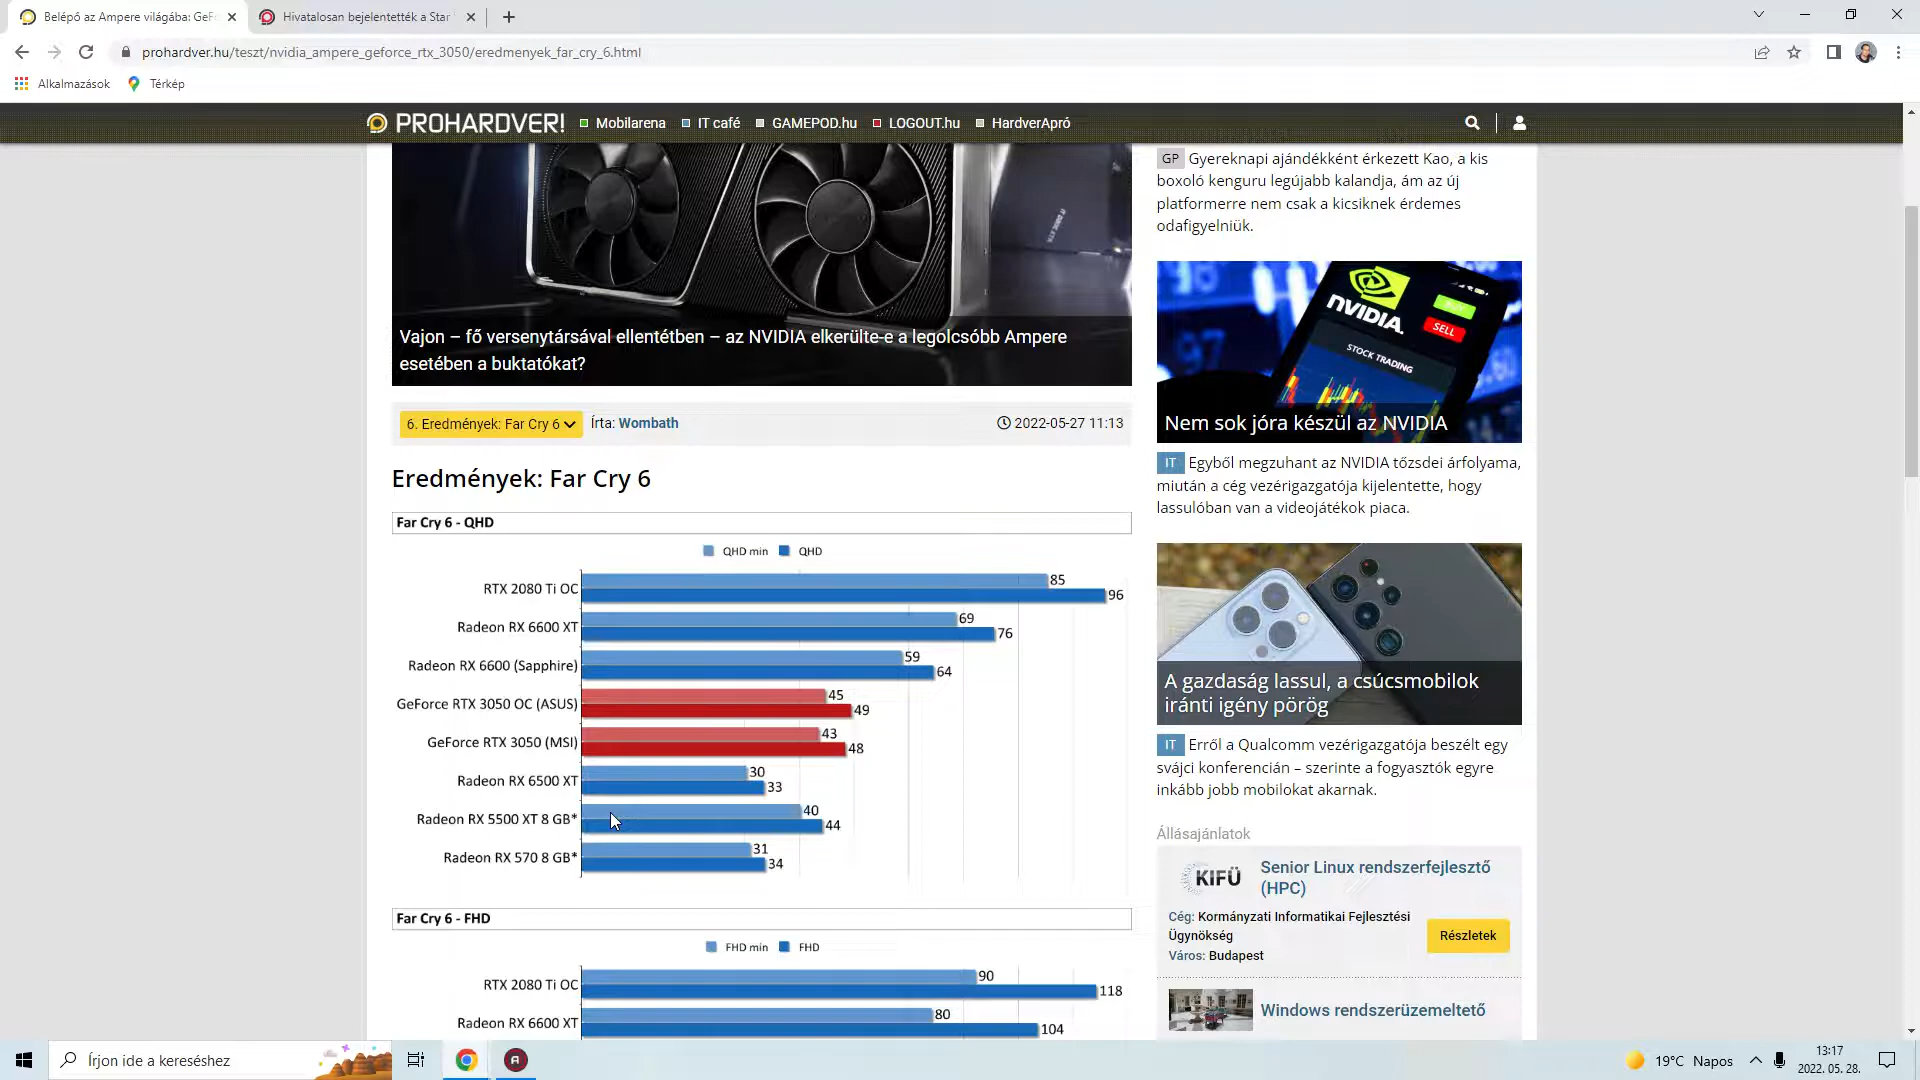 Belépő az Ampere világába: GeF
Hivatalosan bejelentették a Star
prohardver.hu/teszt/nvidia_ampere_geforce_rtx_3050/eredmenyek_far_cry_6.html
Alkalmazások
Térkép
PROHARDVER!
Mobilarena
IT café
GAMEPOD.hu
LOGOUT.hu
HardverApró
Vajon – fő versenytársával ellentétben – az NVIDIA elkerülte-e a legolcsóbb Ampere
esetében a buktatókat?
6. Eredmények: Far Cry 6
Írta: Wombath
2022-05-27 11:13
Eredmények: Far Cry 6
Far Cry 6 - QHD
QHD min
QHD
RTX 2080 Ti OC
85
96
Radeon RX 6600 XT
69
76
Radeon RX 6600 (Sapphire)
59
64
GeForce RTX 3050 OC (ASUS)
45
49
GeForce RTX 3050 (MSI)
43
48
Radeon RX 6500 XT
30
33
Radeon RX 5500 XT 8 GB*
40
44
Radeon RX 570 8 GB*
31
34
Far Cry 6 - FHD
FHD min
FHD
RTX 2080 Ti OC
90
118
Radeon RX 6600 XT
80
104
GP Gyereknapi ajándékként érkezett Kao, a kis
boxoló kenguru legújabb kalandja, ám az új
platformerre nem csak a kicsiknek érdemes
odafigyelniük.
NVIDIA.
SELL
STOCK TRADING
Nem sok jóra készül az NVIDIA
IT Egyből megzuhant az NVIDIA tőzsdei árfolyama,
miután a cég vezérigazgatója kijelentette, hogy
lassulóban van a videojátékok piaca.
A gazdaság lassul, a csúcsmobilok
iránti igény pörög
IT Erről a Qualcomm vezérigazgatója beszélt egy
svájci konferencián – szerinte a fogyasztók egyre
inkább jobb mobilokat akarnak.
Állásajánlatok
KIFÜ
Senior Linux rendszerfejlesztő
(HPC)
Cég: Kormányzati Informatikai Fejlesztési
Ügynökség
Város: Budapest
Részletek
Windows rendszerüzemeltető
Írjon ide a kereséshez
19°C Napos
13:17
2022. 05. 28.